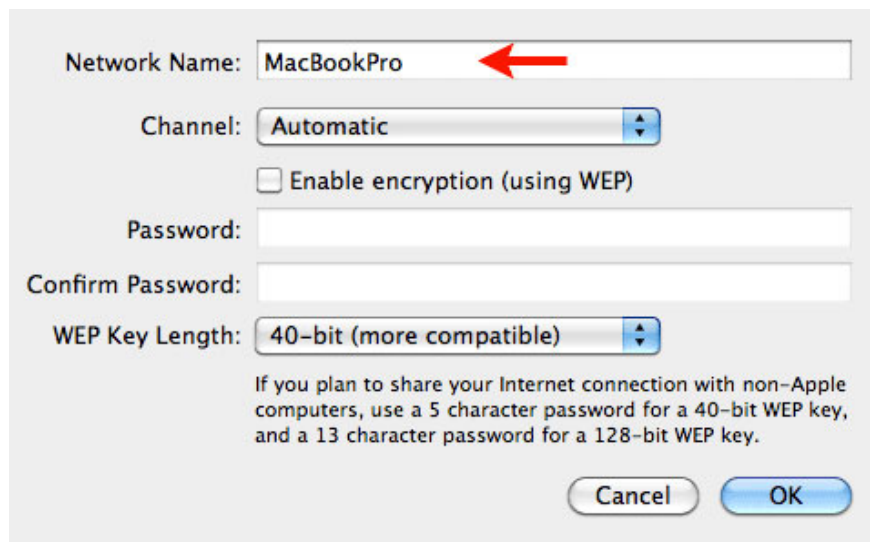 Network Name: MacBookPro
Channel: Automatic
Enable encryption (using WEP)
Password:
Confirm Password:
WEP Key Length: 40-bit (more compatible)
If you plan to share your Internet connection with non-Apple
computers, use a 5 character password for a 40-bit WEP key,
and a 13 character password for a 128-bit WEP key.
Cancel OK